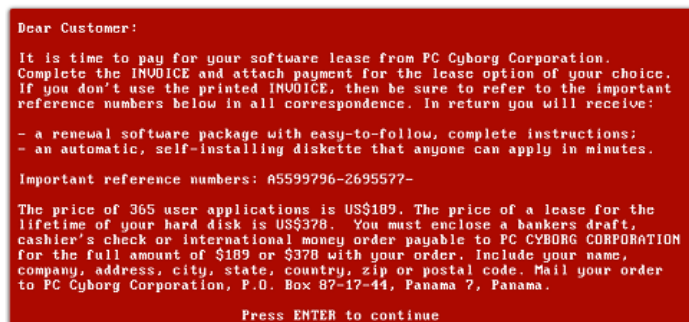 Dear Customer:
It is time to pay for your software lease from PC Cyborg Corporation.
Complete the INVOICE and attach payment for the lease option of your choice.
If you don't use the printed INVOICE, then be sure to refer to the important
reference numbers below in all correspondence. In return you will receive:
- a renewal software package with easy-to-follow, complete instructions;
- an automatic, self-installing diskette that anyone can apply in minutes.
Important reference numbers: A5599796-2695577-
The price of 365 user applications is US$189. The price of a lease for the
lifetime of your hard disk is US$378.  You must enclose a bankers draft,
cashier's check or international money order payable to PC CYBORG CORPORATION
for the full amount of $189 or $378 with your order. Include your name,
company, address, city, state, country, zip or postal code. Mail your order
to PC Cyborg Corporation, P.O. Box 87-17-44, Panama 7, Panama.
Press ENTER to continue